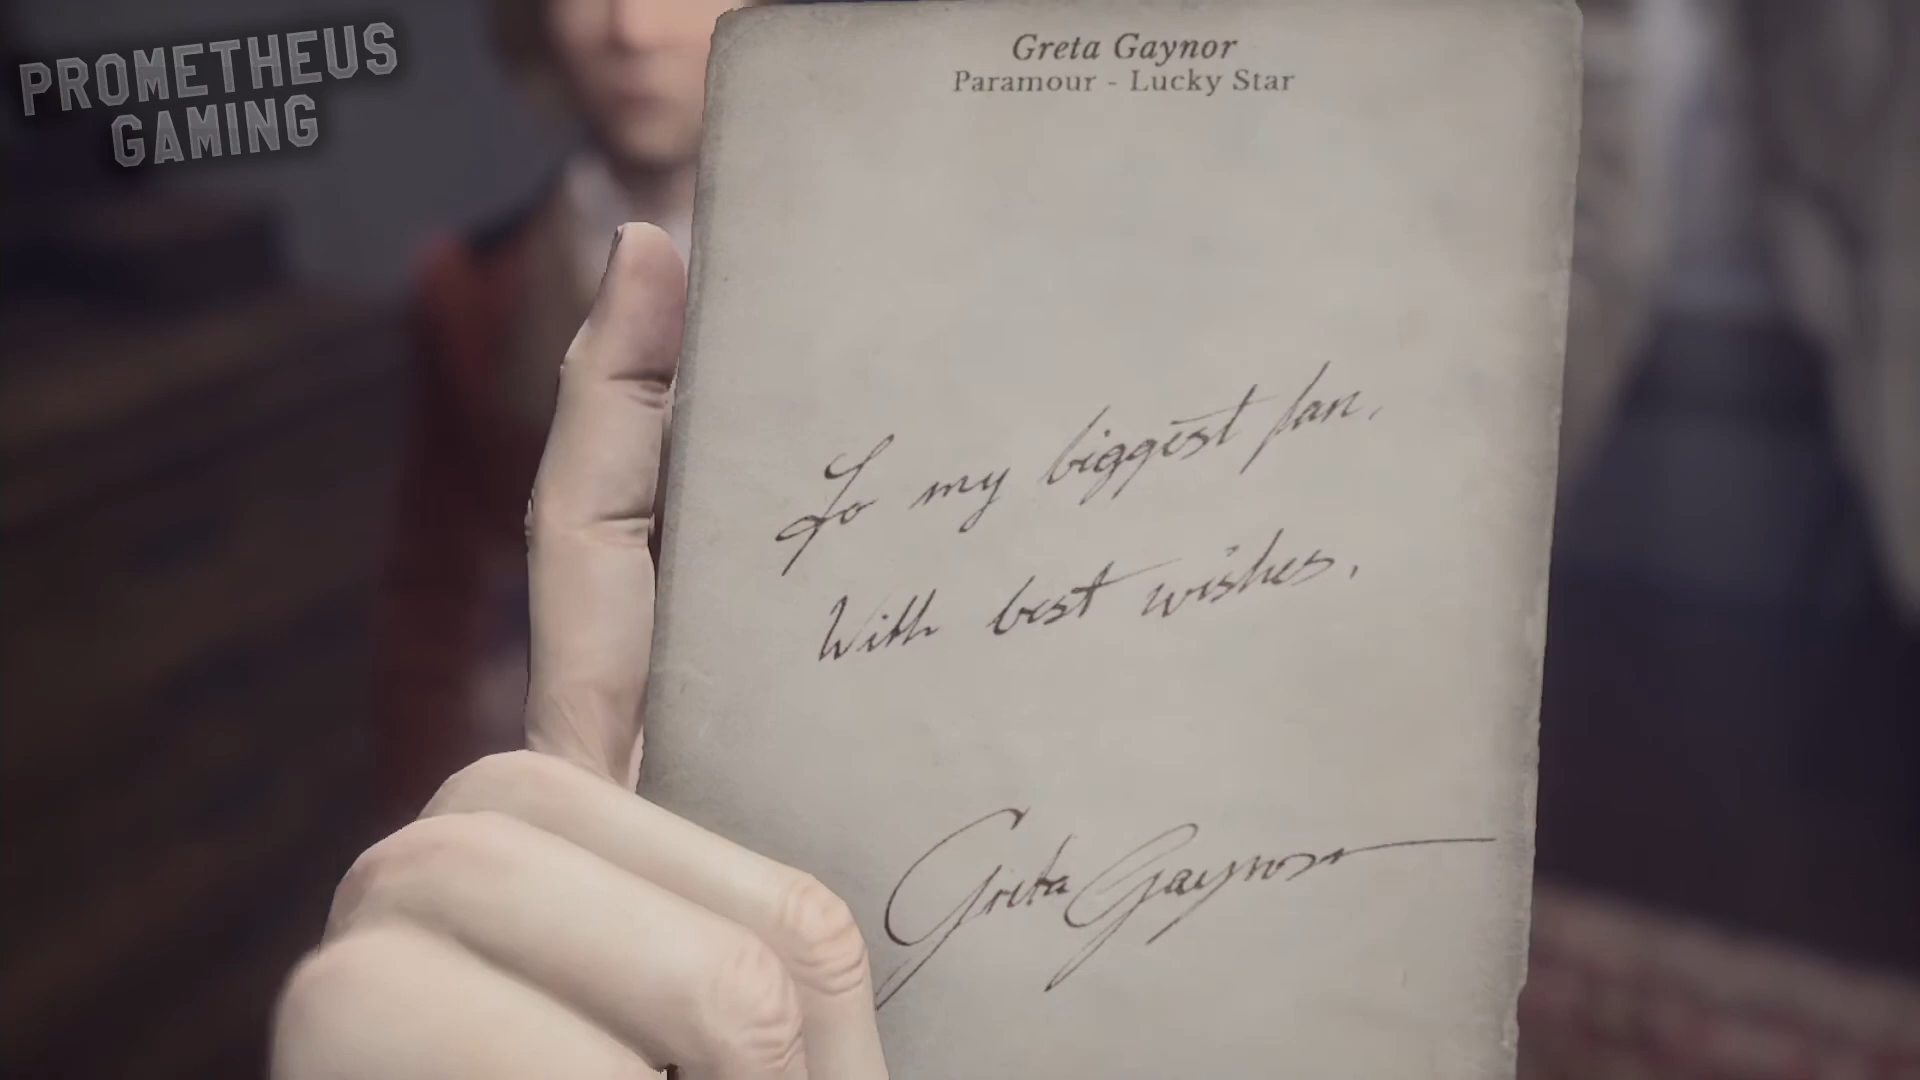 PROMETHEUS
GAMING
Greta Gaynor
Paramour - Lucky Star
To my biggest fan.
With best wishes,
Greta Gaynor